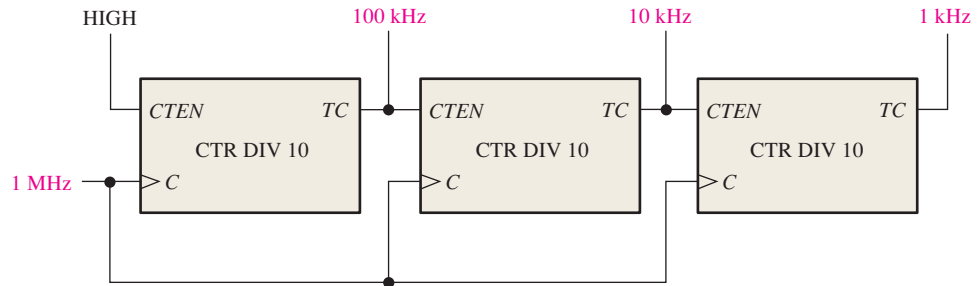 HIGH
100 kHz
10 kHz
1 kHz
CTEN
TC
CTEN
TC
CTEN
TC
CTR DIV 10
CTR DIV 10
CTR DIV 10
1 MHz
C
C
C